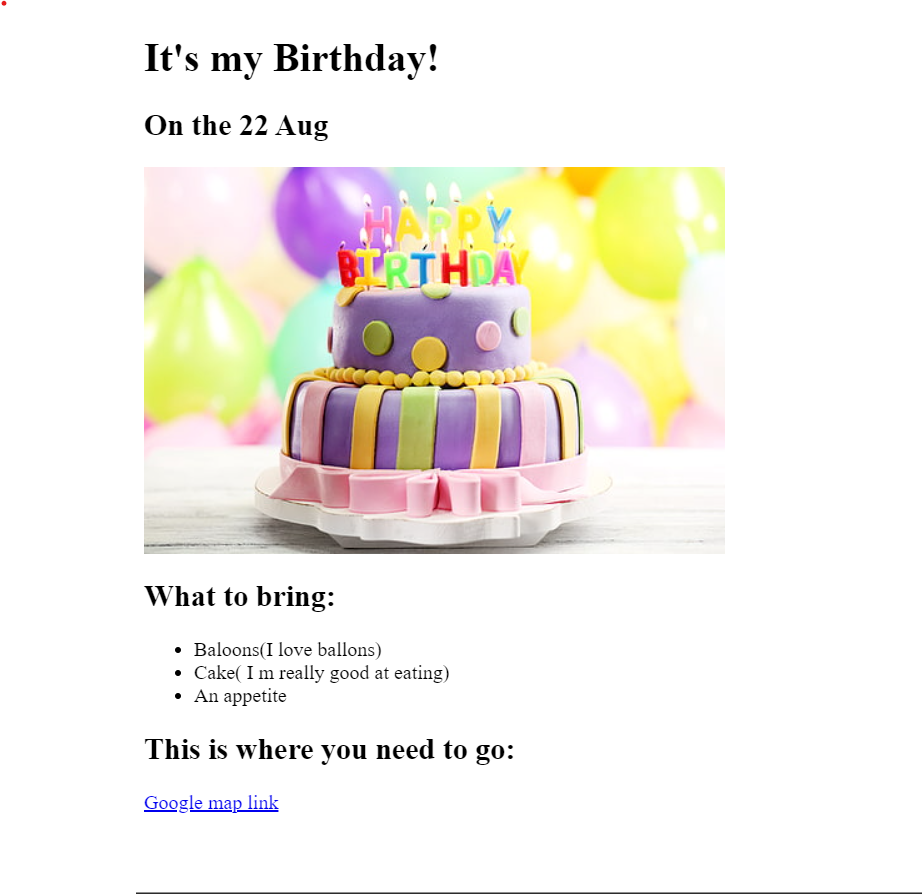 It's my Birthday!
On the 22 Aug
HAPPY
BIRTHDAY
What to bring:
Baloons(I love ballons)
Cake( I m really good at eating)
An appetite
This is where you need to go:
Google map link